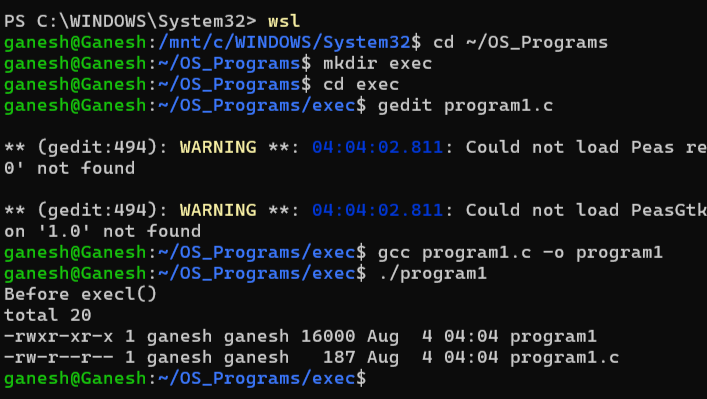 PS C:\WINDOWS\System32> wsl
ganesh@Ganesh:/mnt/c/WINDOWS/System32$ cd ~/OS_Programs
ganesh@Ganesh:~/OS_Programs$ mkdir exec
ganesh@Ganesh:~/OS_Programs$ cd exec
ganesh@Ganesh:~/OS_Programs/exec$ gedit program1.c
** (gedit:494): WARNING **: 04:04:02.811: Could not load Peas re
0' not found
** (gedit:494): WARNING **: 04:04:02.811: Could not load PeasGtk
on '1.0' not found
ganesh@Ganesh:~/OS_Programs/exec$ gcc program1.c -o program1
ganesh@Ganesh:~/OS_Programs/exec$ ./program1
Before execl()
total 20
-rwxr-xr-x 1 ganesh ganesh 16000 Aug  4 04:04 program1
-rw-r--r-- 1 ganesh ganesh   187 Aug  4 04:04 program1.c
ganesh@Ganesh:~/OS_Programs/exec$